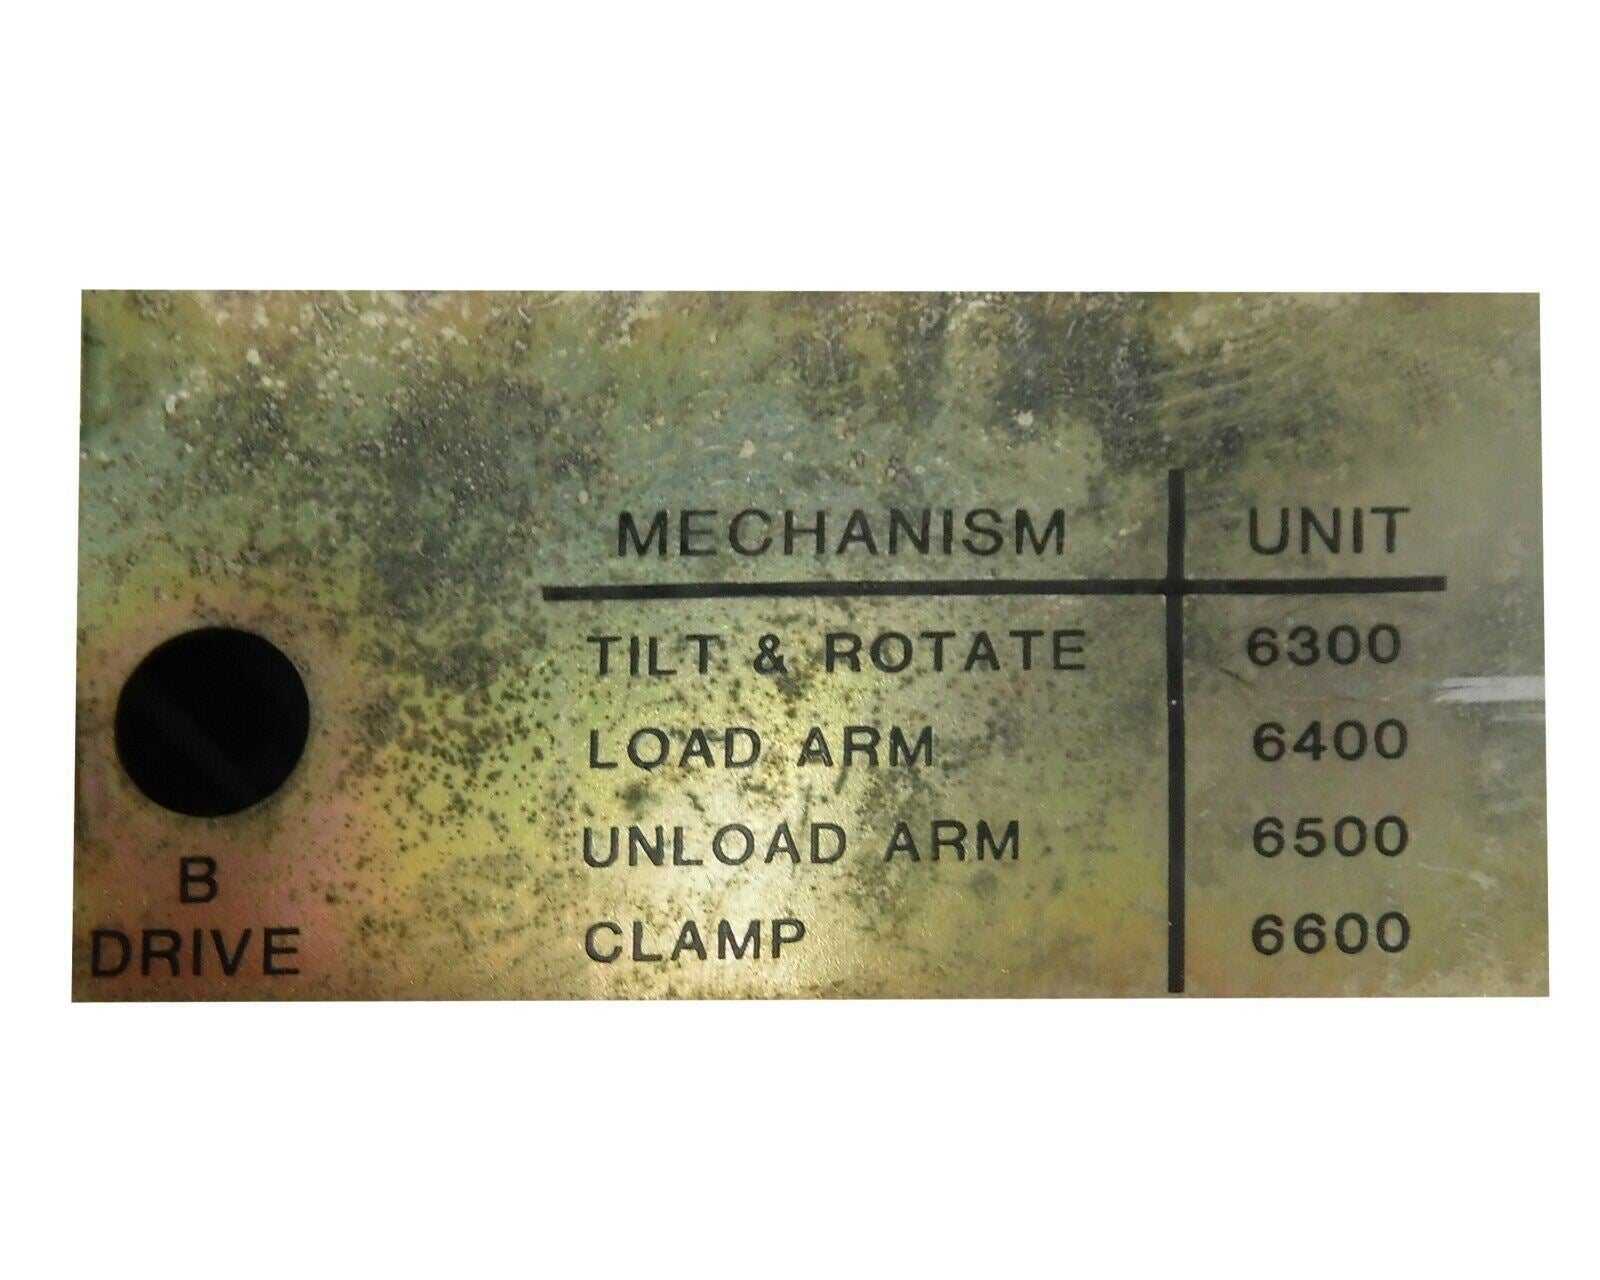 MECHANISM UNIT
TILT & ROTATE 6300
LOAD ARM 6400
UNLOAD ARM 6500
CLAMP 6600
B
DRIVE